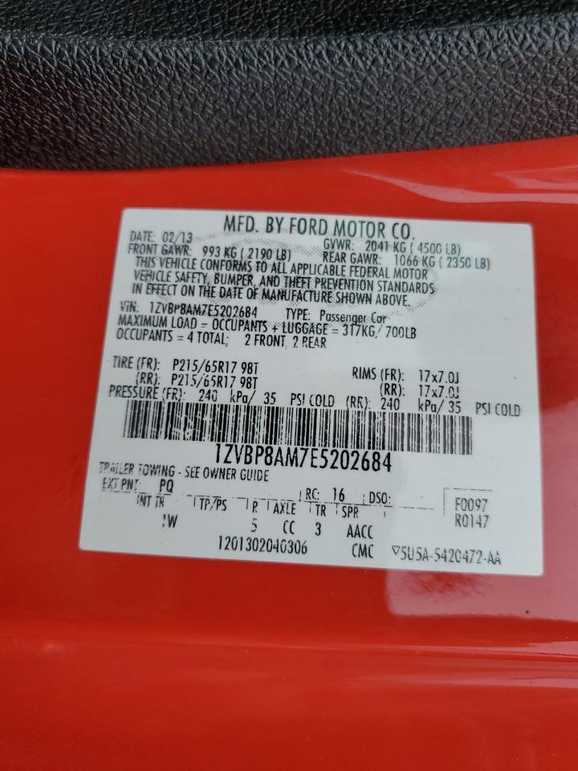 MFD. BY FORD MOTOR CO.
DATE: 02/13 GVWR: 2041 KG ( 4500 LB)
FRONT GAWR: 993 KG ( 2190 LB) REAR GAWR: 1066 KG ( 2350 LB)
THIS VEHICLE CONFORMS TO ALL APPLICABLE FEDERAL MOTOR
VEHICLE SAFETY, BUMPER, AND THEFT PREVENTION STANDARDS
IN EFFECT ON THE DATE OF MANUFACTURE SHOWN ABOVE.
VIN: 1ZVBP8AM7E5202684 TYPE: Passenger Car
MAXIMUM LOAD = OCCUPANTS + LUGGAGE = 317KG/ 700LB
OCCUPANTS = 4 TOTAL; 2 FRONT, 2 REAR
TIRE (FR): P215/65R17 98T RIMS (FR): 17x7.0J
(RR): P215/65R17 98T (RR): 17x7.0J
PRESSURE (FR): 240 kPa/ 35 PSI COLD (RR): 240 kPa/ 35 PSI COLD
1ZVBP8AM7E5202684
TRAILER TOWING - SEE OWNER GUIDE
EXT PNT: PQ RC: 16 DSO: F0097
INT TR TP/PS R AXLE TR SPR R0147
IW 5 CC 3 AACC
1201302040306 CMC ▽5U5A-5420472-AA